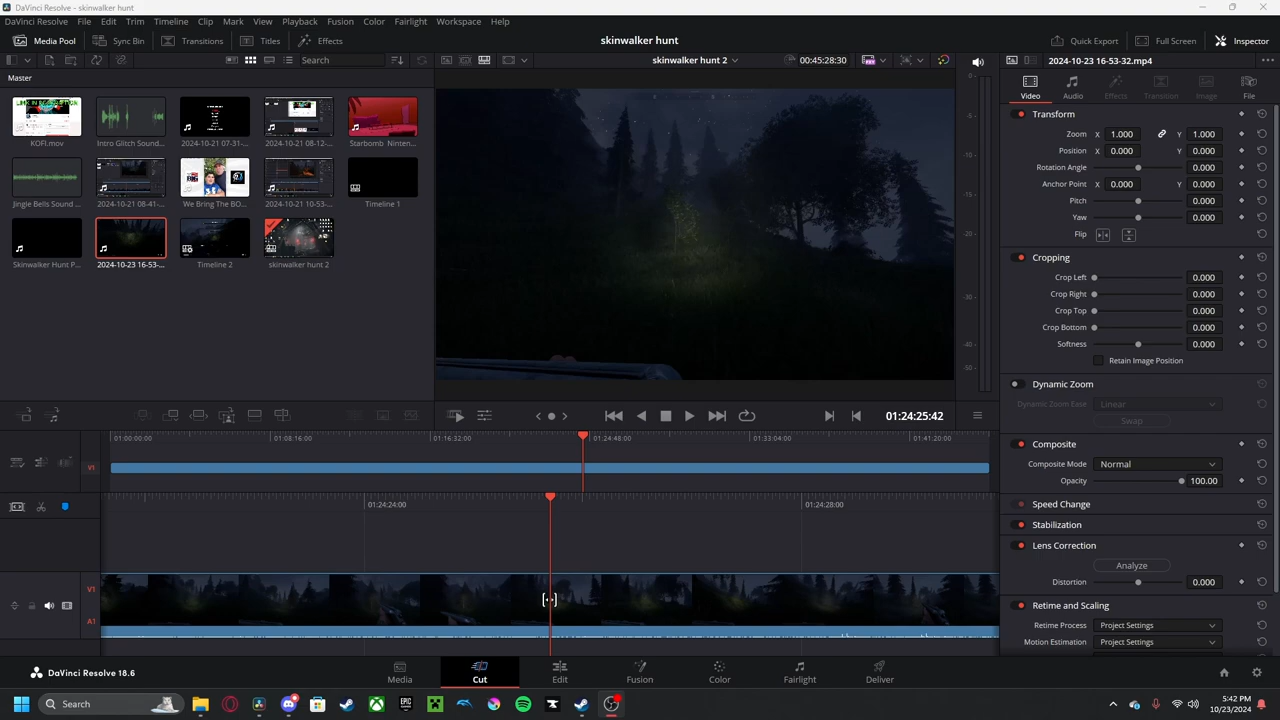 DaVinci Resolve - skinwalker hunt
DaVinci Resolve File Edit Trim Timeline Clip Mark View Playback Fusion Color Fairlight Workspace Help
Media Pool Sync Bin Transitions Titles Effects skinwalker hunt Quick Export Full Screen Inspector
Search skinwalker hunt 2 00:45:28:30 2024-10-23 16-53-32.mp4
Master
Video Audio Effects Transition Image File
KOFI.mov Intro Glitch Sound... 2024-10-21 07-31-... 2024-10-21 08-12-... Starbomb Ninten...
Jingle Bells Sound ... 2024-10-21 08-41-... We Bring The BO... 2024-10-21 10-53-... Timeline 1
Skinwalker Hunt P... 2024-10-23 16-53-... Timeline 2 skinwalker hunt 2
0
-5
-10
-15
-20
-30
-40
-50
Transform
Zoom X 1.000 Y 1.000
Position X 0.000 Y 0.000
Rotation Angle 0.000
Anchor Point X 0.000 Y 0.000
Pitch 0.000
Yaw 0.000
Flip
Cropping
Crop Left 0.000
Crop Right 0.000
Crop Top 0.000
Crop Bottom 0.000
Softness 0.000
Retain Image Position
Dynamic Zoom
Dynamic Zoom Ease Linear
Swap
Composite
Composite Mode Normal
Opacity 100.00
Speed Change
Stabilization
Lens Correction
Analyze
Distortion 0.000
Retime and Scaling
Retime Process Project Settings
Motion Estimation Project Settings
01:24:25:42
01:00:00:00 01:08:16:00 01:16:32:00 01:24:48:00 01:33:04:00 01:41:20:00
V1
01:24:24:00 01:24:28:00
V1
A1
DaVinci Resolve 18.6
Media Cut Edit Fusion Color Fairlight Deliver
Search
5:42 PM
10/23/2024